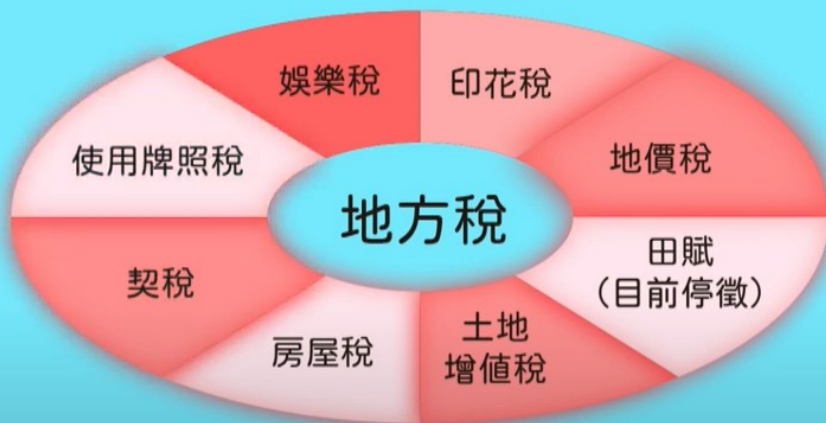 娛樂稅
印花稅
使用牌照稅
地價稅
地方稅
契稅
田賦
（目前停徵）
房屋稅
土地
增值稅